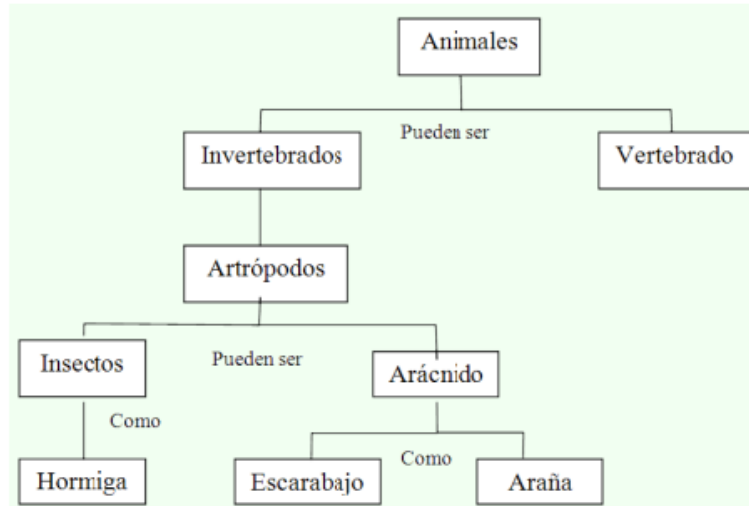 Animales
Pueden ser
Invertebrados
Vertebrado
Artrópodos
Insectos
Pueden ser
Arácnido
Como
Hormiga
Escarabajo
Como
Araña